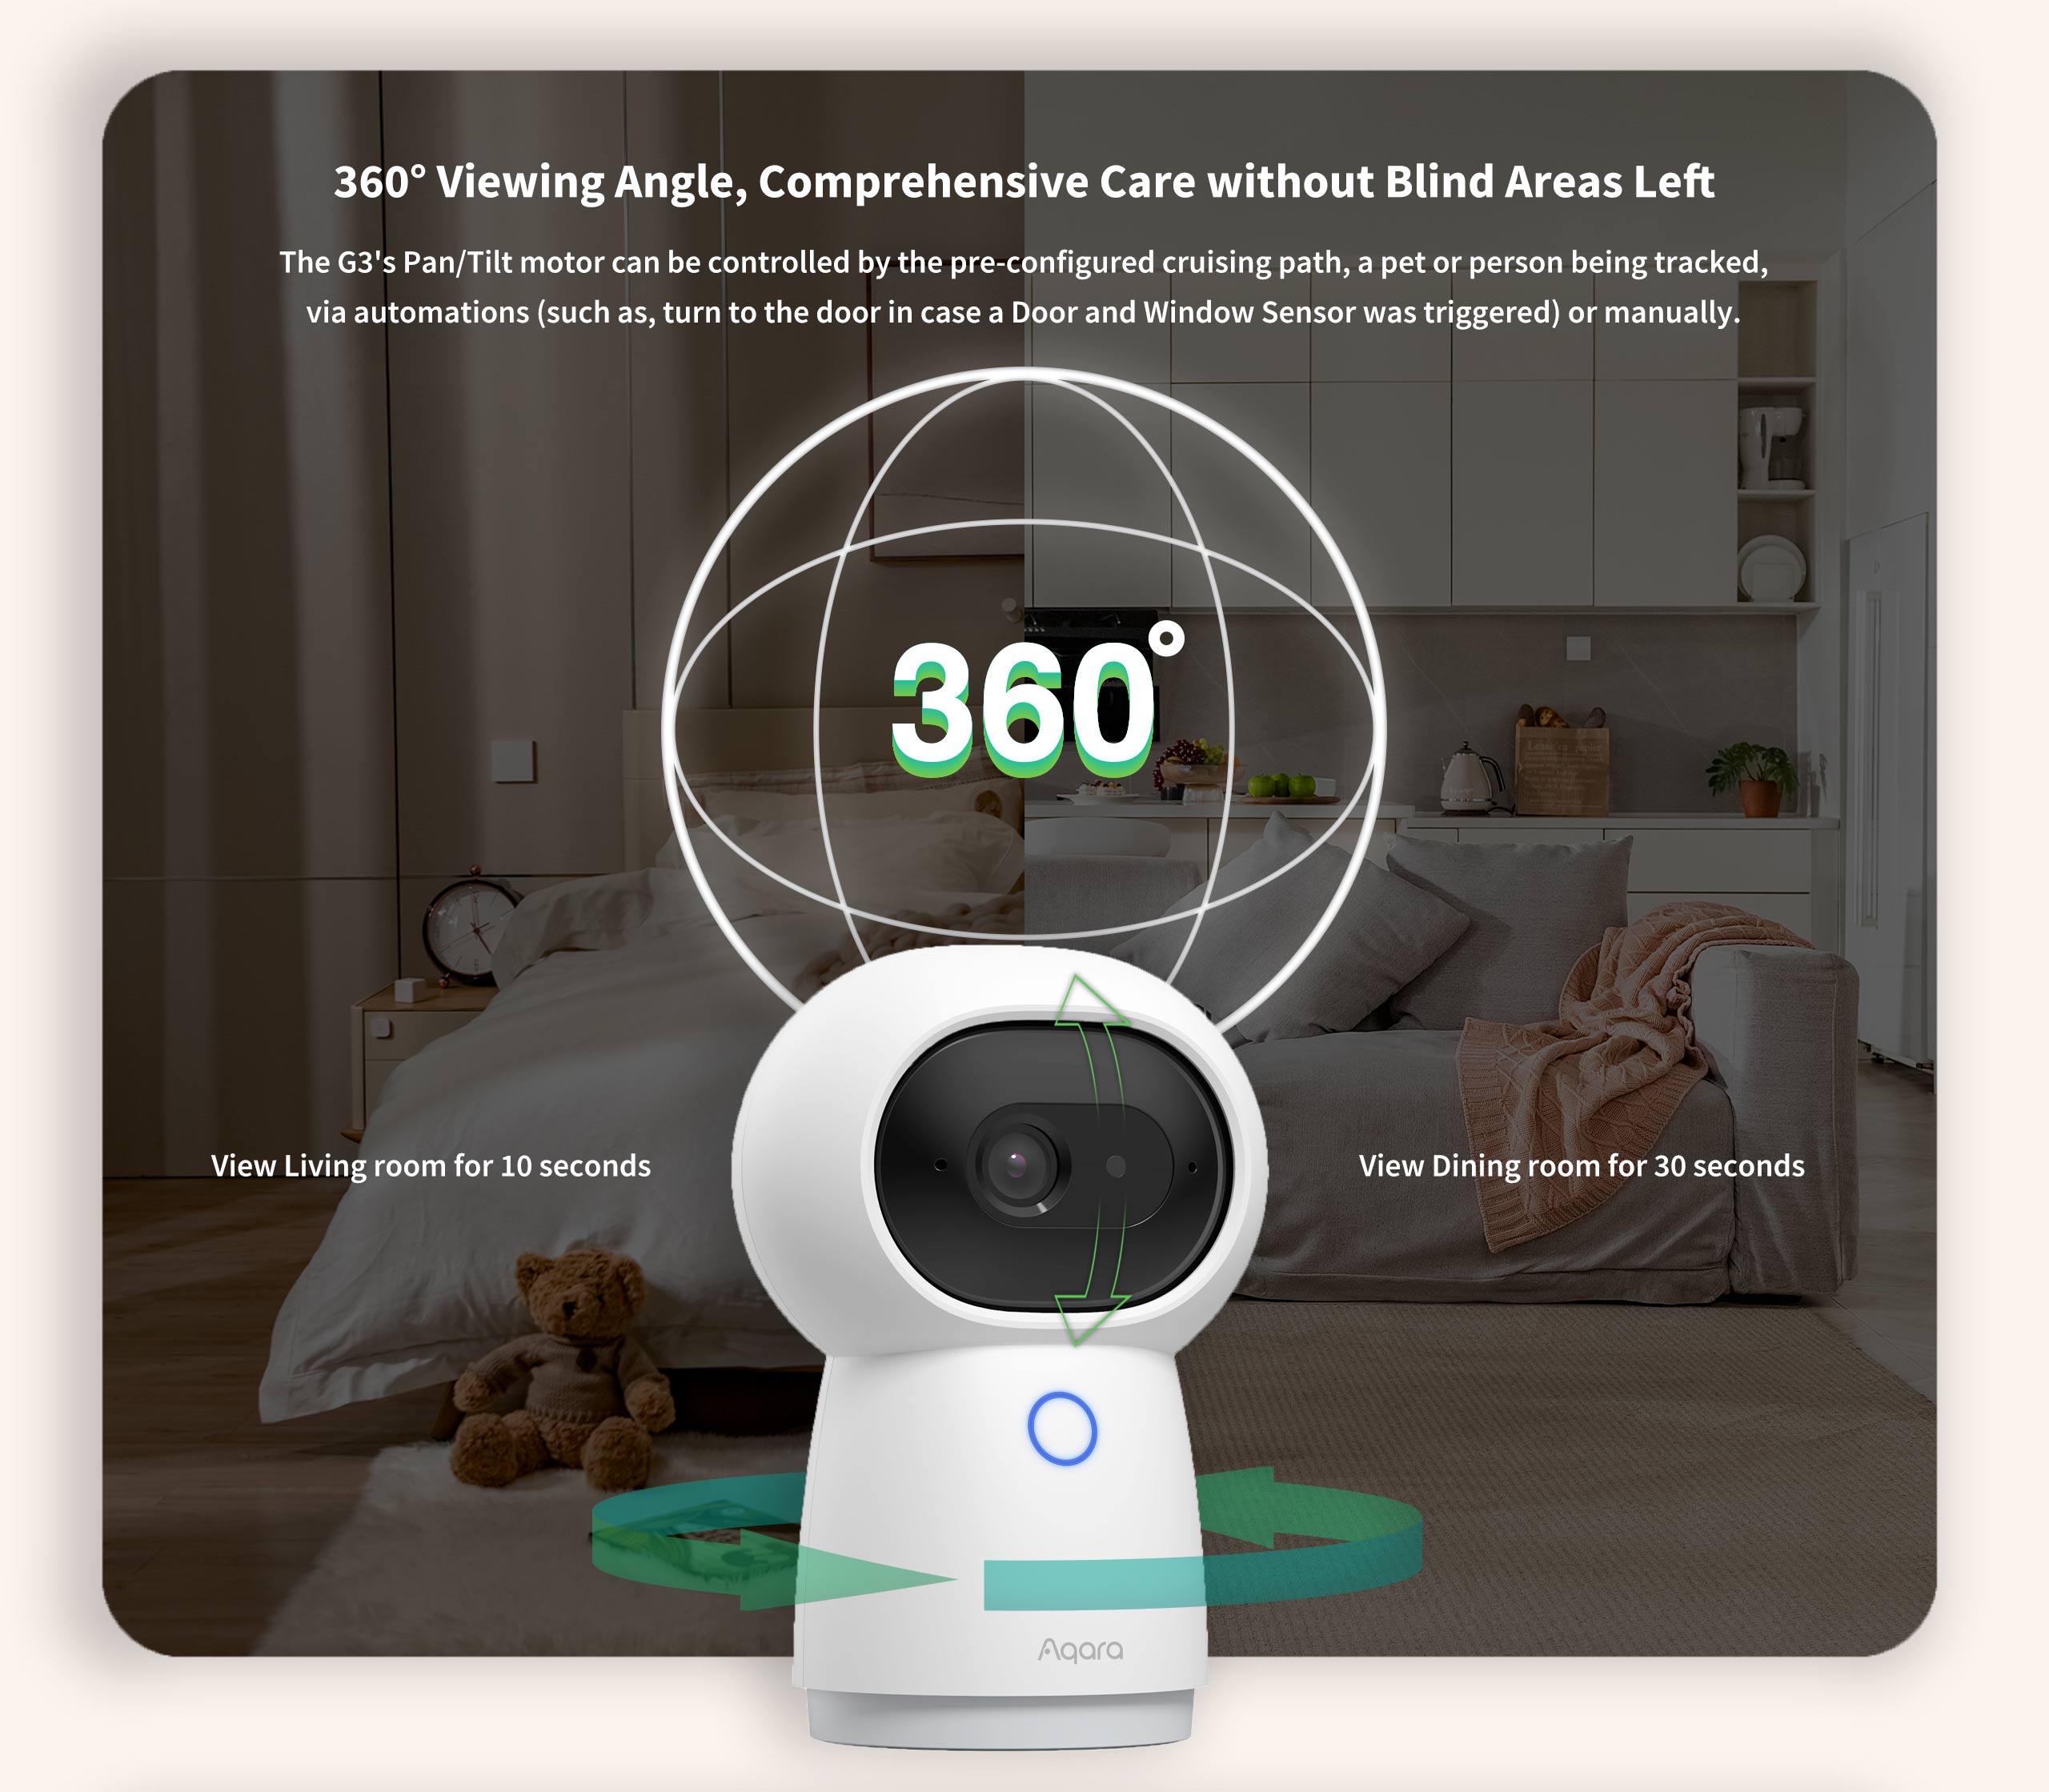 360° Viewing Angle, Comprehensive Care without Blind Areas Left
The G3's Pan/Tilt motor can be controlled by the pre-configured cruising path, a pet or person being tracked,
via automations (such as, turn to the door in case a Door and Window Sensor was triggered) or manually.
360°
View Living room for 10 seconds
View Dining room for 30 seconds
Aqara